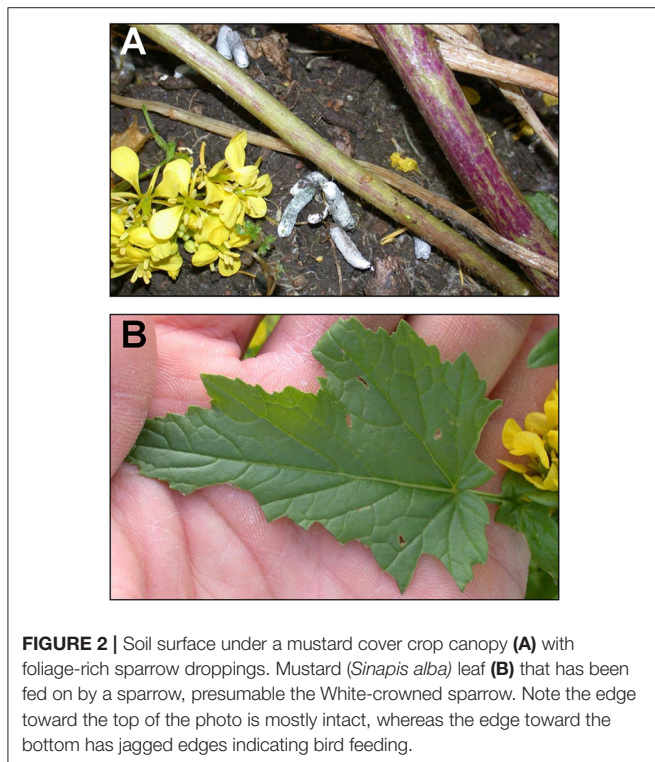 A
B
FIGURE 2 | Soil surface under a mustard cover crop canopy (A) with
foliage-rich sparrow droppings. Mustard (Sinapis alba) leaf (B) that has been
fed on by a sparrow, presumable the White-crowned sparrow. Note the edge
toward the top of the photo is mostly intact, whereas the edge toward the
bottom has jagged edges indicating bird feeding.